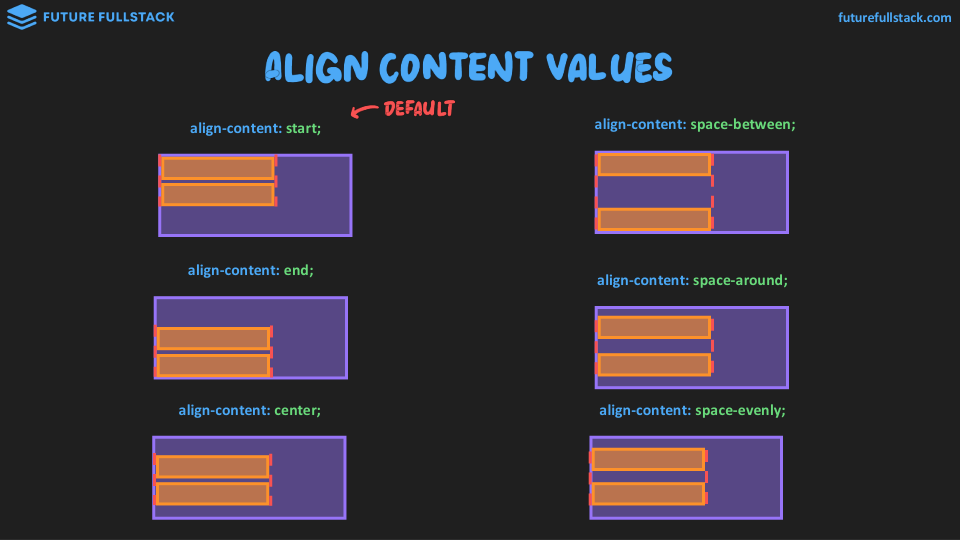 FUTURE FULLSTACK
futurefullstack.com
ALIGN CONTENT VALUES
DEFAULT
align-content: start;
align-content: space-between;
align-content: end;
align-content: space-around;
align-content: center;
align-content: space-evenly;